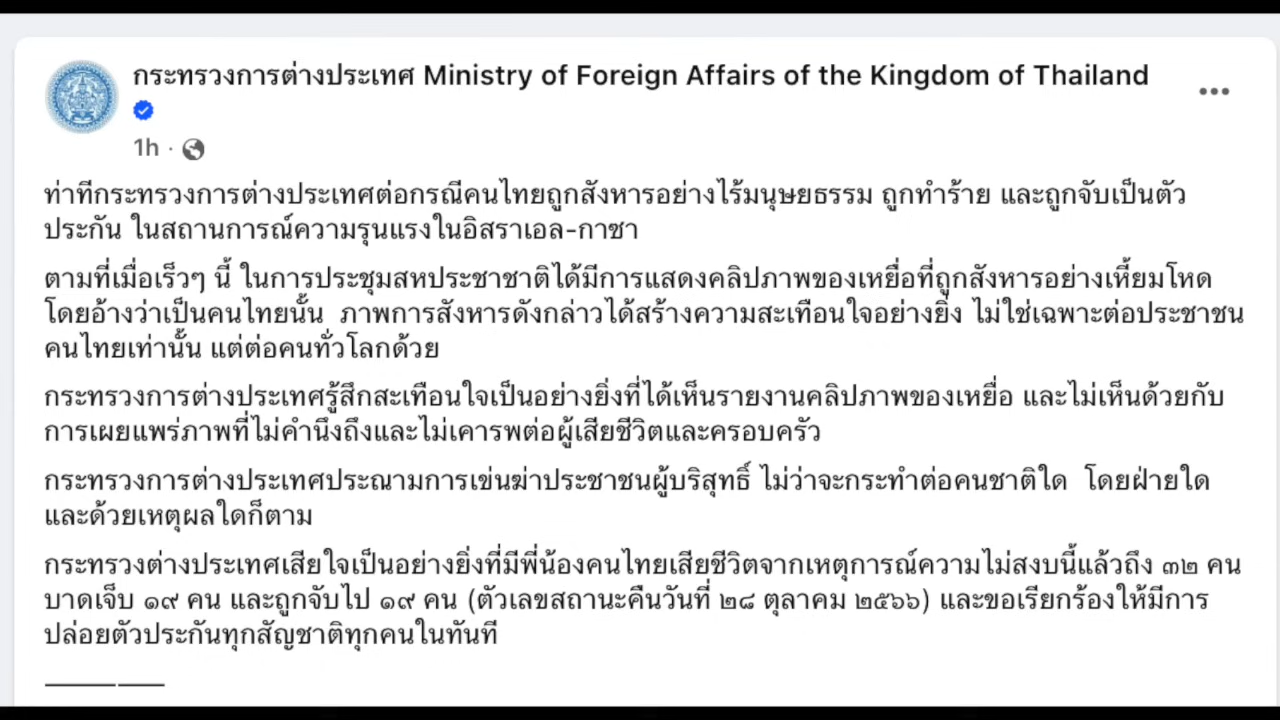 กระทรวงการต่างประเทศ Ministry of Foreign Affairs of the Kingdom of Thailand
1h ·
ท่าทีกระทรวงการต่างประเทศต่อกรณีคนไทยถูกสังหารอย่างไร้มนุษยธรรม ถูกทำร้าย และถูกจับเป็นตัว
ประกัน ในสถานการณ์ความรุนแรงในอิสราเอล-กาซา
ตามที่เมื่อเร็วๆ นี้ ในการประชุมสหประชาชาติได้มีการแสดงคลิปภาพของเหยื่อที่ถูกสังหารอย่างเหี้ยมโหด
โดยอ้างว่าเป็นคนไทยนั้น ภาพการสังหารดังกล่าวได้สร้างความสะเทือนใจอย่างยิ่ง ไม่ใช่เฉพาะต่อประชาชน
คนไทยเท่านั้น แต่ต่อคนทั่วโลกด้วย
กระทรวงการต่างประเทศรู้สึกสะเทือนใจเป็นอย่างยิ่งที่ได้เห็นรายงานคลิปภาพของเหยื่อ และไม่เห็นด้วยกับ
การเผยแพร่ภาพที่ไม่คำนึงถึงและไม่เคารพต่อผู้เสียชีวิตและครอบครัว
กระทรวงการต่างประเทศประณามการเข่นฆ่าประชาชนผู้บริสุทธิ์ ไม่ว่าจะกระทำต่อคนชาติใด โดยฝ่ายใด
และด้วยเหตุผลใดก็ตาม
กระทรวงต่างประเทศเสียใจเป็นอย่างยิ่งที่มีพี่น้องคนไทยเสียชีวิตจากเหตุการณ์ความไม่สงบนี้แล้วถึง ๓๒ คน
บาดเจ็บ ๑๙ คน และถูกจับไป ๑๙ คน (ตัวเลขสถานะคืนวันที่ ๒๘ ตุลาคม ๒๕๖๖) และขอเรียกร้องให้มีการ
ปล่อยตัวประกันทุกสัญชาติทุกคนในทันที